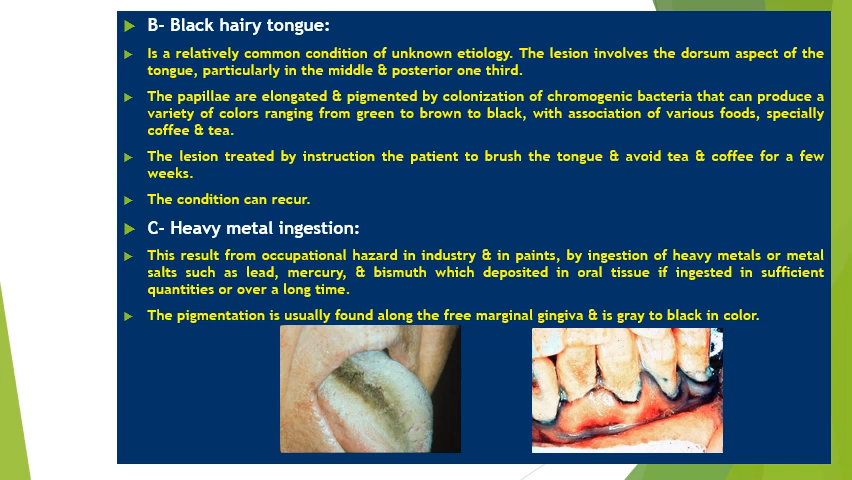 B- Black hairy tongue:
Is a relatively common condition of unknown etiology. The lesion involves the dorsum aspect of the
tongue, particularly in the middle & posterior one third.
The papillae are elongated & pigmented by colonization of chromogenic bacteria that can produce a
variety of colors ranging from green to brown to black, with association of various foods, specially
coffee & tea.
The lesion treated by instruction the patient to brush the tongue & avoid tea & coffee for a few
weeks.
The condition can recur.
C- Heavy metal ingestion:
This result from occupational hazard in industry & in paints, by ingestion of heavy metals or metal
salts such as lead, mercury, & bismuth which deposited in oral tissue if ingested in sufficient
quantities or over a long time.
The pigmentation is usually found along the free marginal gingiva & is gray to black in color.